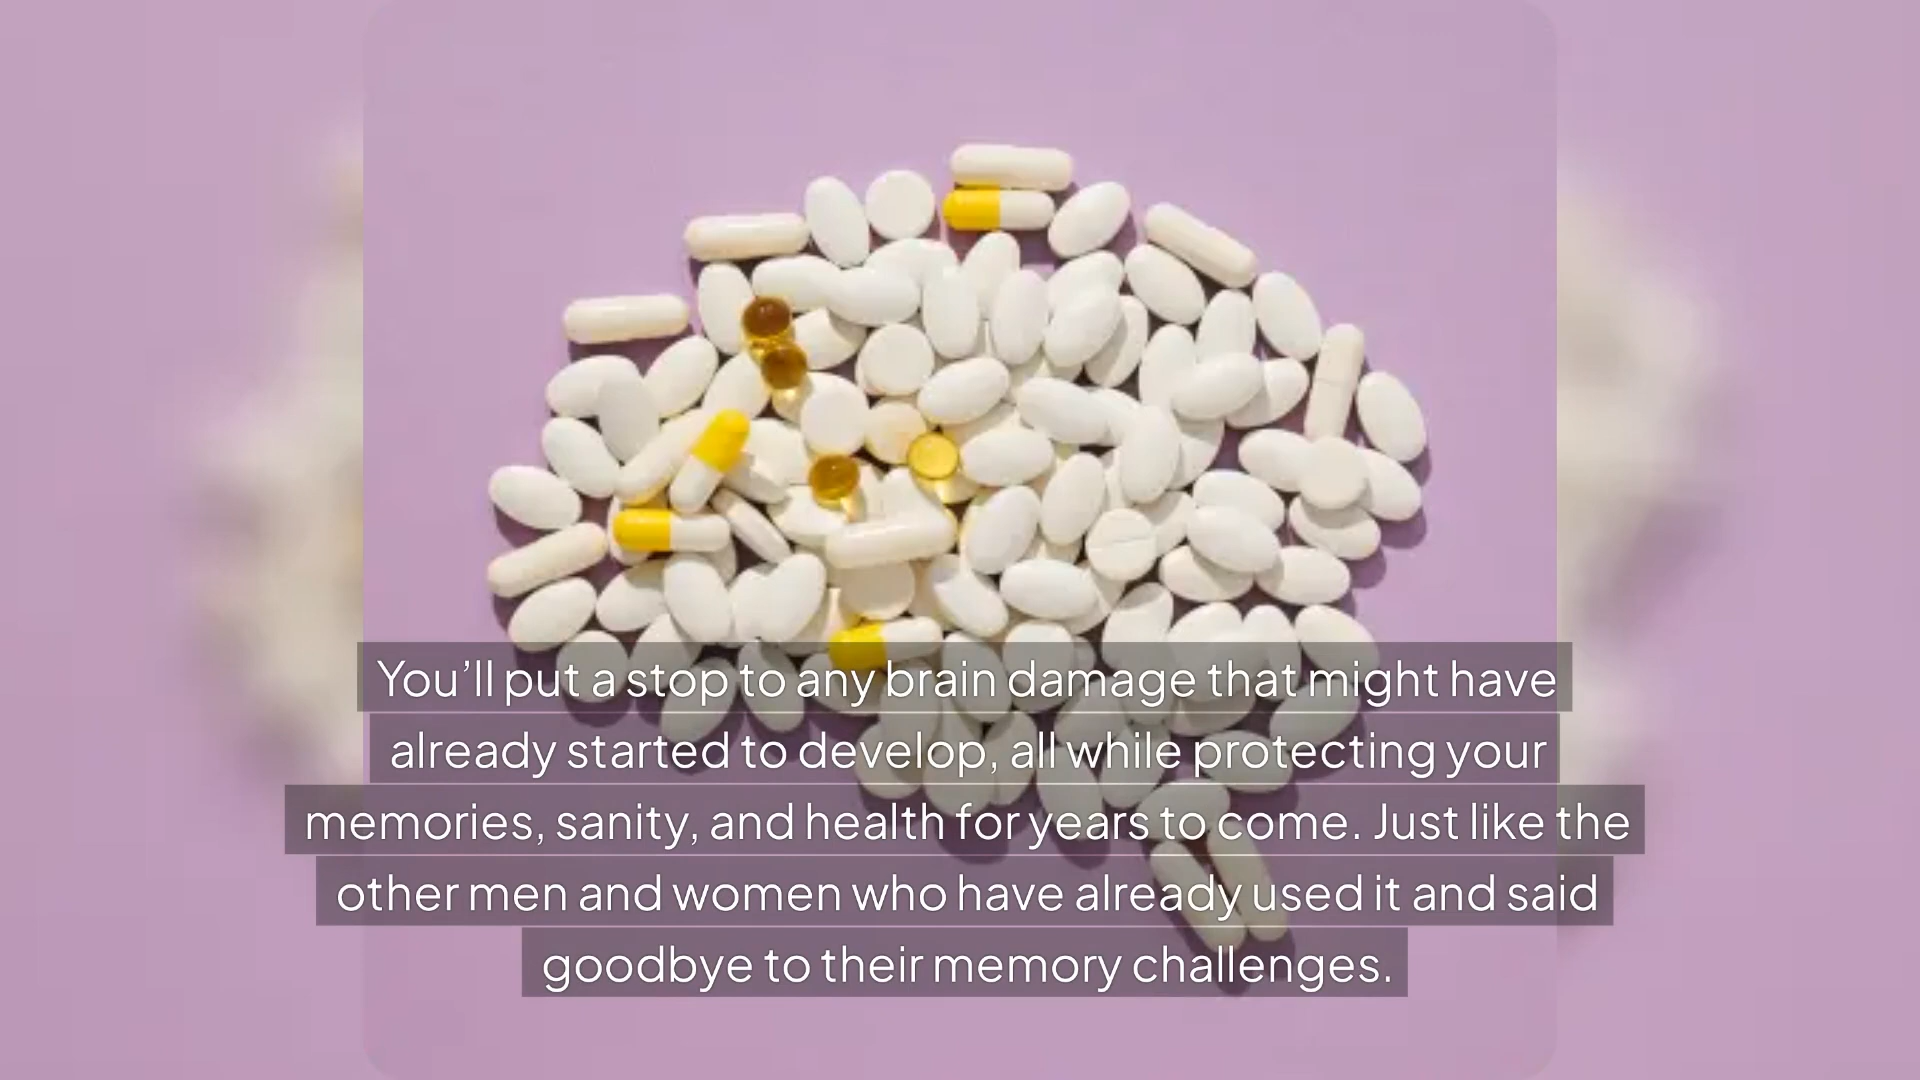 You’ll put a stop to any brain damage that might have
already started to develop, all while protecting your
memories, sanity, and health for years to come. Just like the
other men and women who have already used it and said
goodbye to their memory challenges.